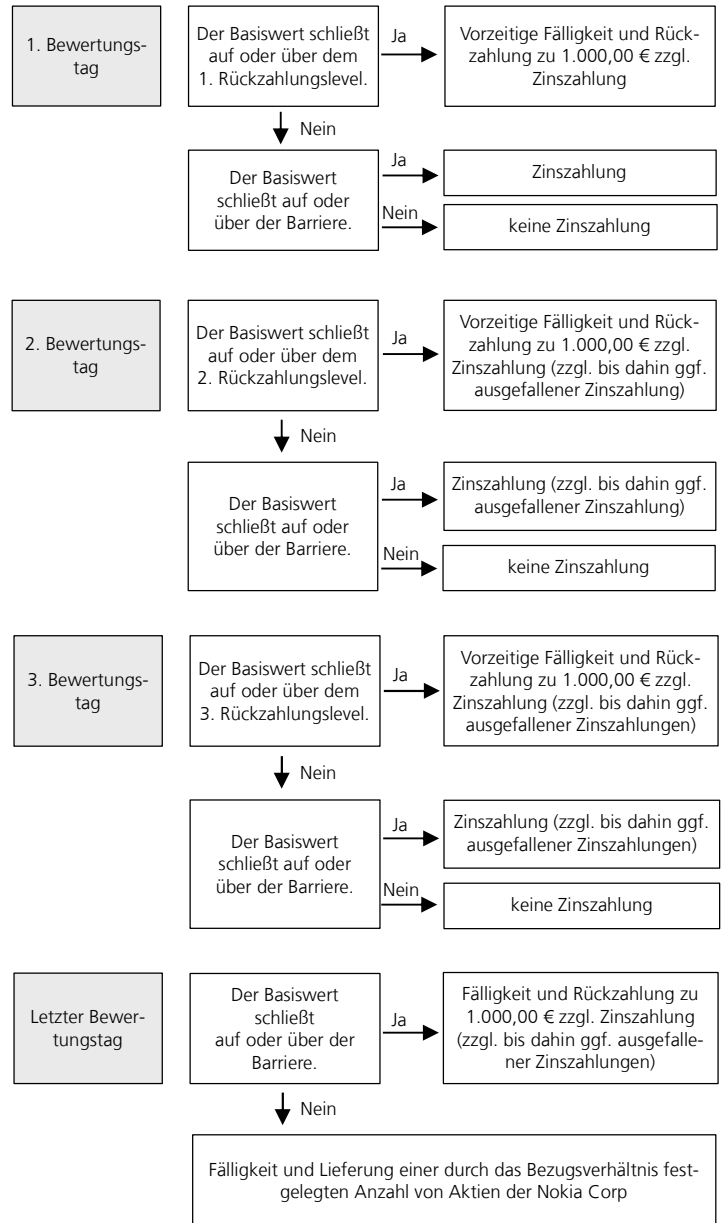 1. Bewertungs-
tag
Der Basiswert schließt
auf oder über dem
1. Rückzahlungslevel.
Ja
Vorzeitige Fälligkeit und Rück-
zahlung zu 1.000,00 € zzgl.
Zinszahlung
Nein
Der Basiswert
schließt auf oder
über der Barriere.
Ja
Zinszahlung
Nein
keine Zinszahlung
2. Bewertungs-
tag
Der Basiswert schließt
auf oder über dem
2. Rückzahlungslevel.
Ja
Vorzeitige Fälligkeit und Rück-
zahlung zu 1.000,00 € zzgl.
Zinszahlung (zzgl. bis dahin ggf.
ausgefallener Zinszahlung)
Nein
Der Basiswert
schließt auf oder
über der Barriere.
Ja
Zinszahlung (zzgl. bis dahin ggf.
ausgefallener Zinszahlung)
Nein
keine Zinszahlung
3. Bewertungs-
tag
Der Basiswert schließt
auf oder über dem
3. Rückzahlungslevel.
Ja
Vorzeitige Fälligkeit und Rück-
zahlung zu 1.000,00 € zzgl.
Zinszahlung (zzgl. bis dahin ggf.
ausgefallener Zinszahlungen)
Nein
Der Basiswert
schließt auf oder
über der Barriere.
Ja
Zinszahlung (zzgl. bis dahin ggf.
ausgefallener Zinszahlungen)
Nein
keine Zinszahlung
Letzter Bewer-
tungstag
Der Basiswert
schließt
auf oder über der
Barriere.
Ja
Fälligkeit und Rückzahlung zu
1.000,00 € zzgl. Zinszahlung
(zzgl. bis dahin ggf. ausgefalle-
ner Zinszahlungen)
Nein
Fälligkeit und Lieferung einer durch das Bezugsverhältnis fest-
gelegten Anzahl von Aktien der Nokia Corp